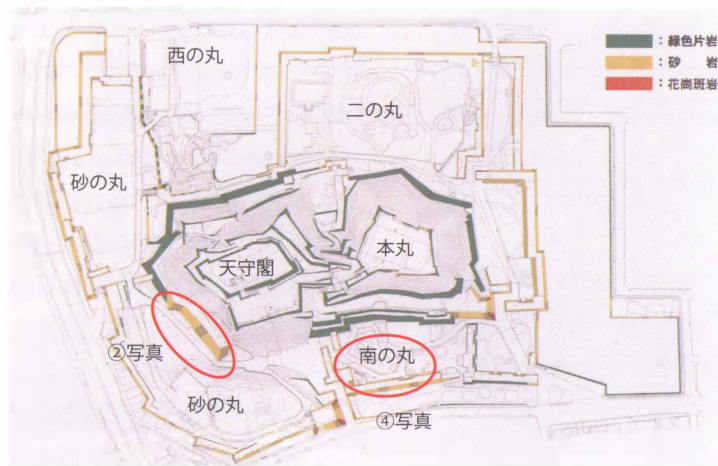 西の丸
：緑色片岩
：砂　岩
：花崗斑岩
二の丸
砂の丸
本丸
天守閣
②写真
南の丸
砂の丸
④写真